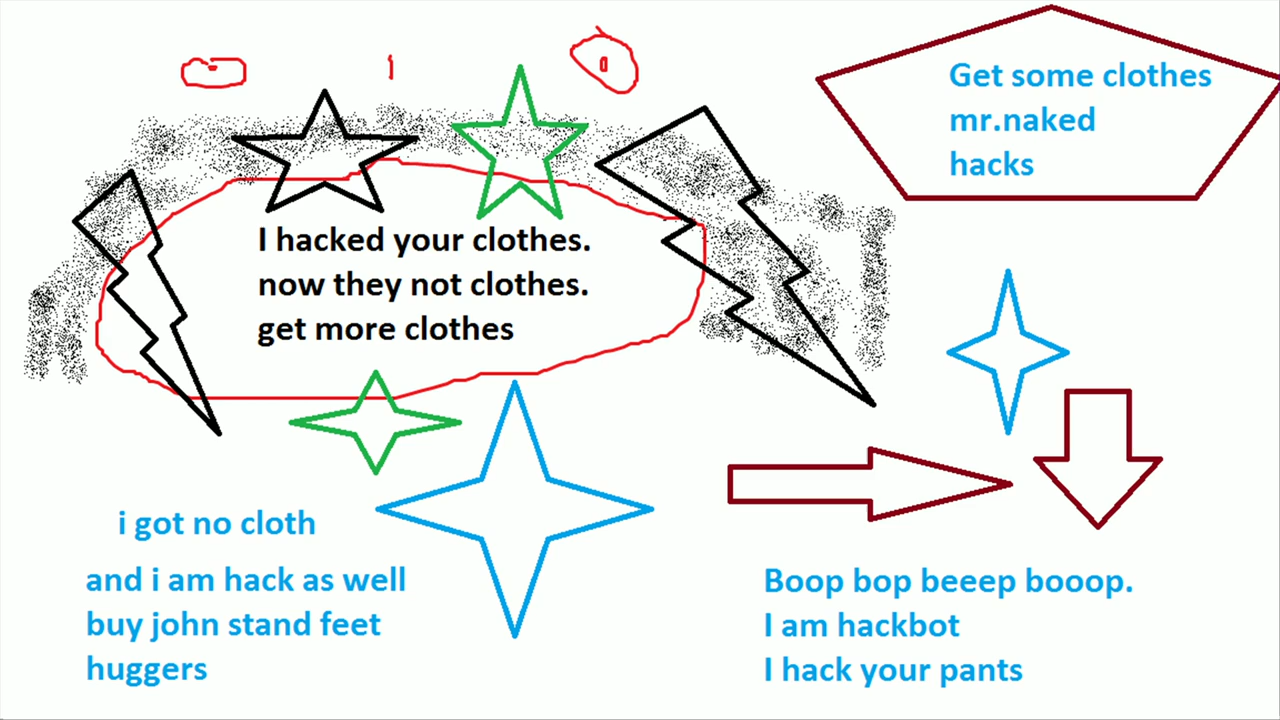 Get some clothes
mr.naked
hacks
I hacked your clothes.
now they not clothes.
get more clothes
i got no cloth
and i am hack as well
buy john stand feet
huggers
Boop bop beeep booop.
I am hackbot
I hack your pants